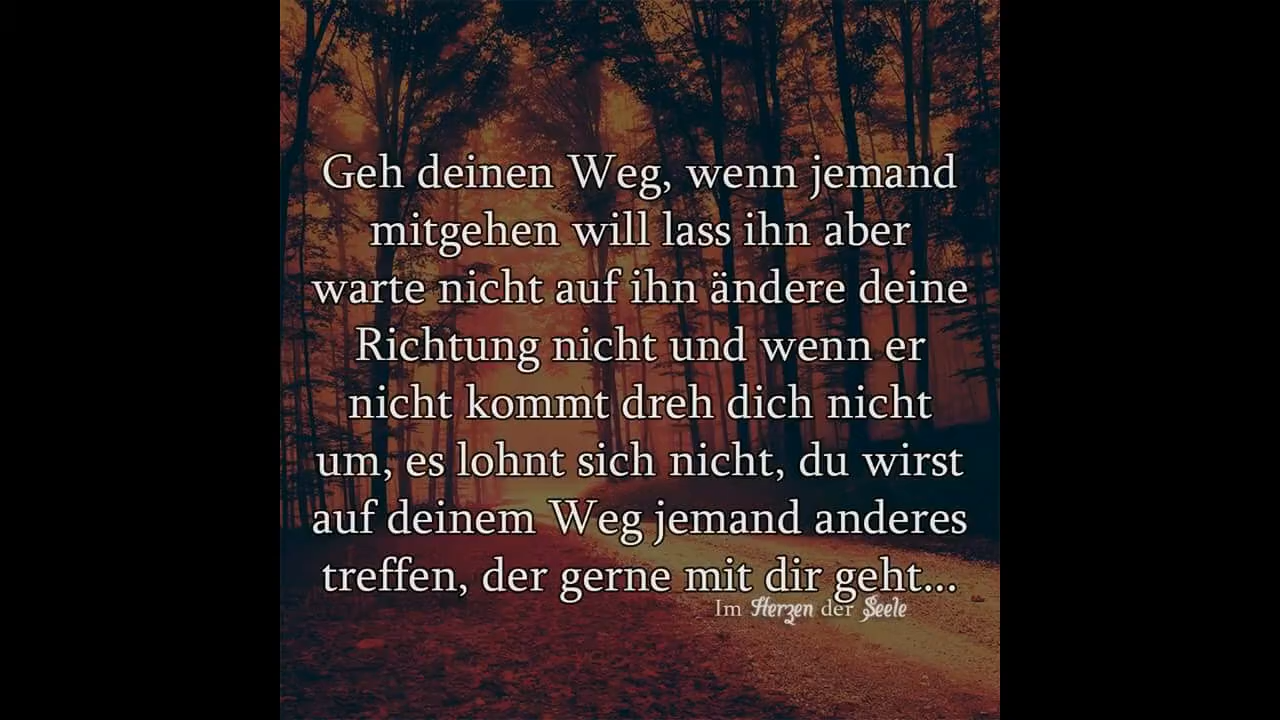 Geh deinen Weg, wenn jemand
mitgehen will lass ihn aber
warte nicht auf ihn ändere deine
Richtung nicht und wenn er
nicht kommt dreh dich nicht
um, es lohnt sich nicht, du wirst
auf deinem Weg jemand anderes
treffen, der gerne mit dir geht...
Im Herzen der Seele